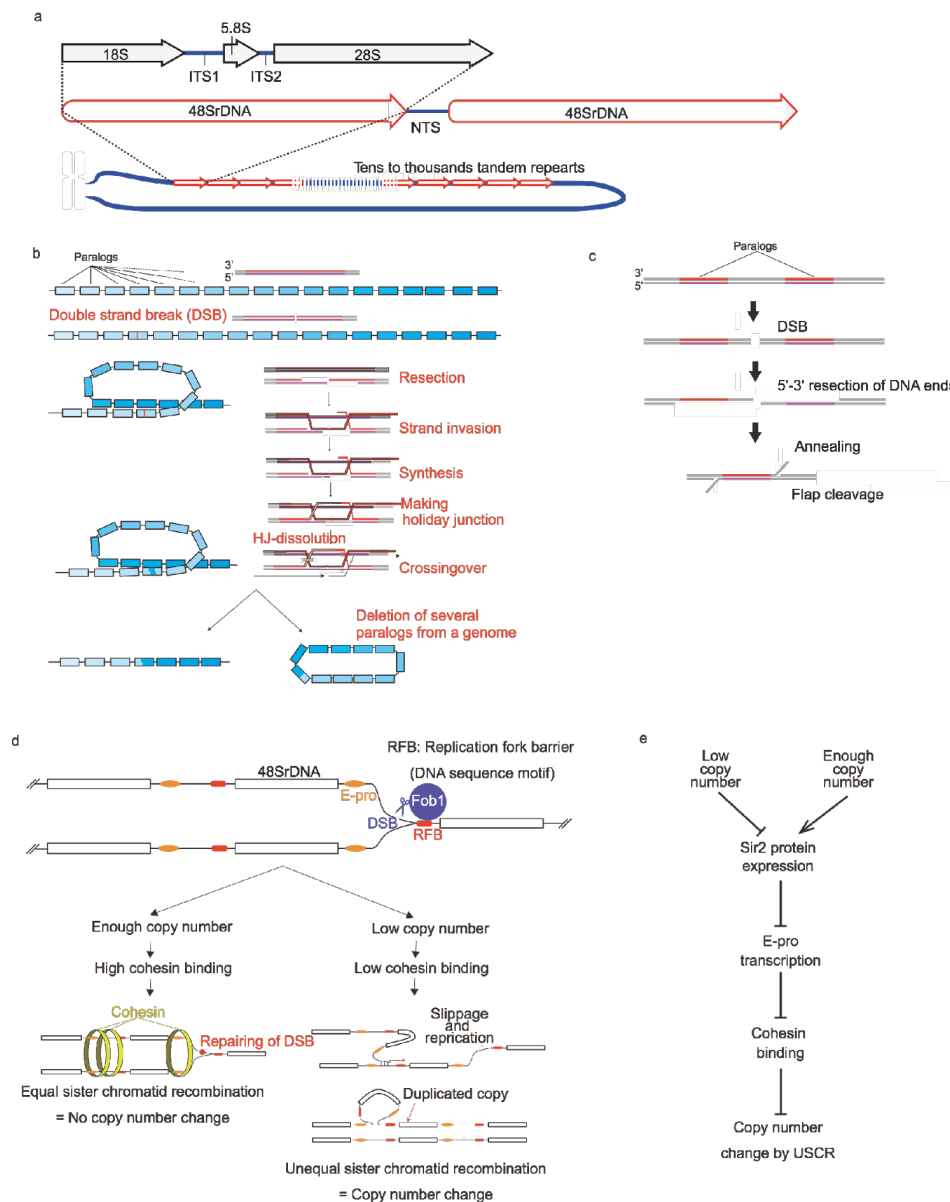 a
5.8S
18S
28S
ITS1
ITS2
48SrDNA
48SrDNA
NTS
Tens to thousands tandem repearts
b
Paralogs
3'
5'
Double strand break (DSB)
Resection
Strand invasion
Synthesis
Making
holiday junction
HJ-dissolution
Crossingover
Deletion of several
paralogs from a genome
c
Paralogs
3'
5'
DSB
5'-3' resection of DNA ends
Annealing
Flap cleavage
d
RFB: Replication fork barrier
(DNA sequence motif)
48SrDNA
E-pro
Fob1
DSB
RFB
Enough copy number
Low copy number
High cohesin binding
Low cohesin binding
Cohesin
Repairing of DSB
Equal sister chromatid recombination
= No copy number change
Slippage
and
reprication
Duplicated copy
Unequal sister chromatid recombination
= Copy number change
e
Low
copy
number
Enough
copy
number
Sir2 protein
expression
E-pro
transcription
Cohesin
binding
Copy number
change by USCR